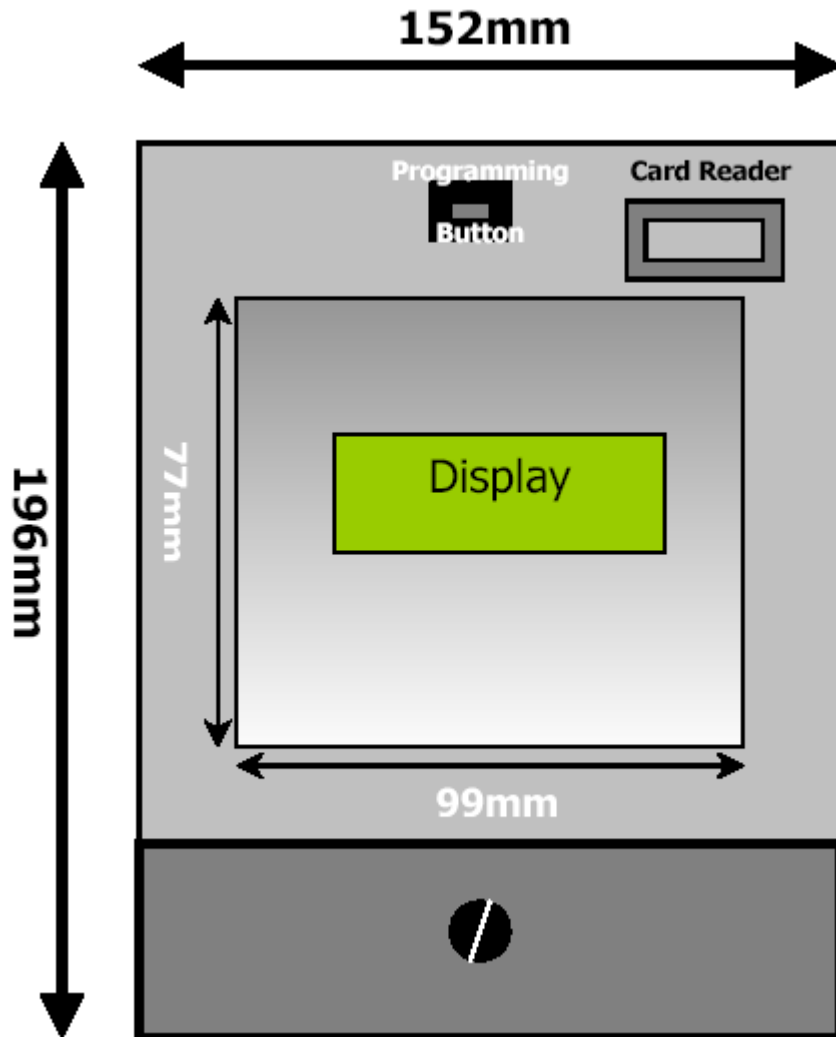 152mm
Programming
Button
Card Reader
77mm
196mm
Display
99mm